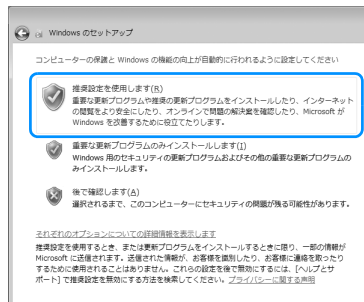 Windows のセットアップ
コンピューターの保護と Windows の機能の向上が自動的に行われるように設定してください
推奨設定を使用します(R)
重要な更新プログラムや推奨の更新プログラムをインストールしたり、インターネット
の閲覧をより安全にしたり、オンラインで問題の解決策を確認したり、Microsoft が
Windows を改善するために役立てたりします。
重要な更新プログラムのみインストールします(I)
Windows 用のセキュリティの更新プログラムおよびその他の重要な更新プログラムの
みインストールします。
後で確認します(A)
選択されるまで、このコンピューターにセキュリティの問題が残る可能性があります。
それぞれのオプションについての詳細情報を表示します
推奨設定を使用するとき、または更新プログラムをインストールするときに限り、一部の情報が
Microsoft に送信されます。送信された情報が、お客様を識別したり、お客様に連絡を取ったり
するために使用されることはありません。これらの設定を後で無効にするには、[ヘルプとサ
ポート] で推奨設定を無効にする方法を検索してください。プライバシーに関する声明